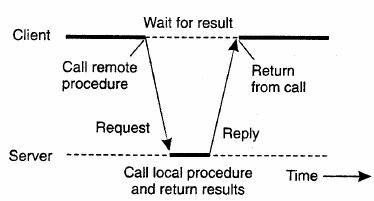 Wait for result
Client
Call remote
procedure
Return
from call
Request
Reply
Server
Call local procedure
and return results
Time